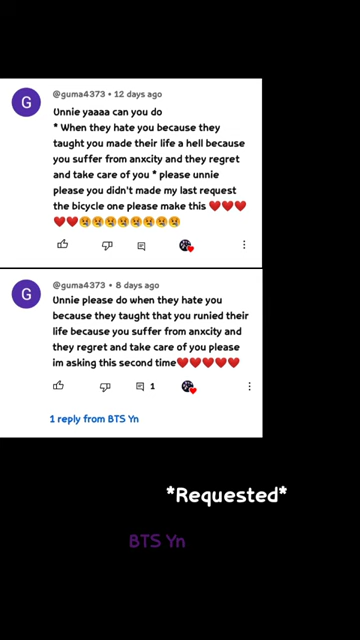 G
@guma4373 • 12 days ago
Unnie yaaaa can you do
* When they hate you because they
taught you made their life a hell because
you suffer from anxcity and they regret
and take care of you * please unnie
please you didn't made my last request
the bicycle one please make this ❤️❤️❤️
❤️❤️😢😢😢😢😢😢😢😢
G
@guma4373 • 8 days ago
Unnie please do when they hate you
because they taught that you runied their
life because you suffer from anxcity and
they regret and take care of you please
im asking this second time❤️❤️❤️❤️❤️
1
1 reply from BTS Yn
*Requested*
BTS Yn